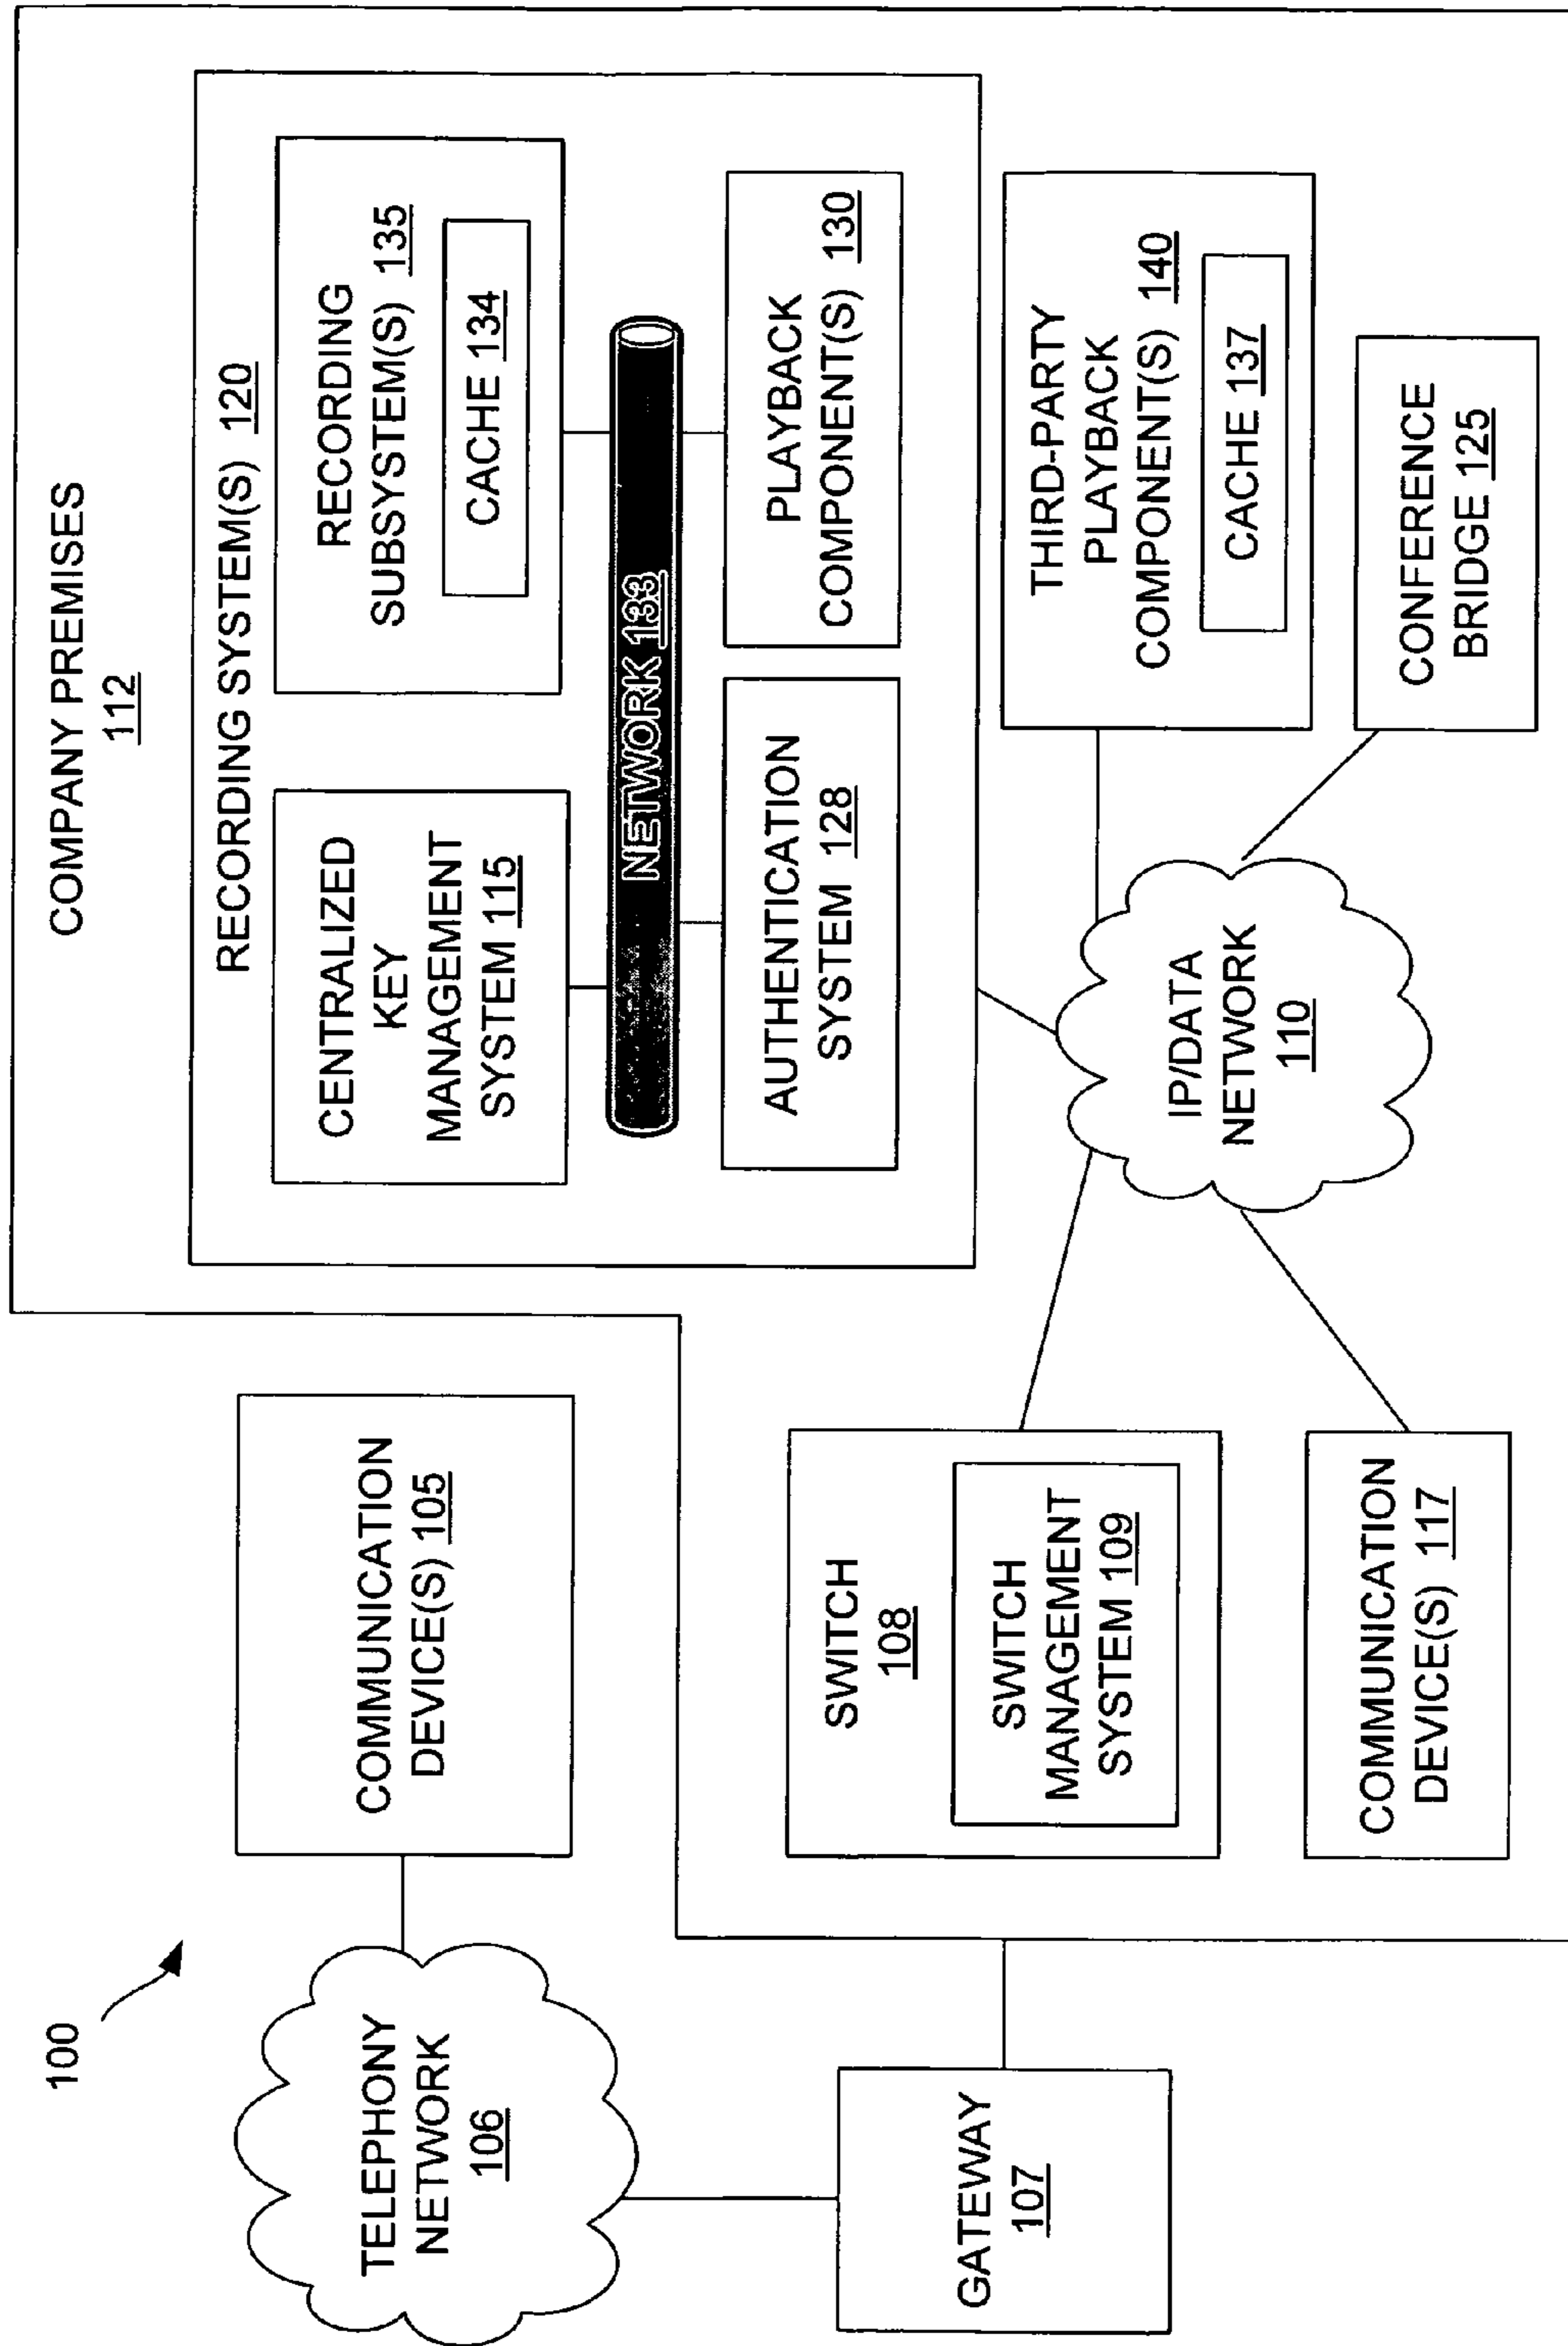 100
TELEPHONY
NETWORK
106
COMMUNICATION
DEVICE(S) 105
GATEWAY
107
COMPANY PREMISES
112
RECORDING SYSTEM(S) 120
CENTRALIZED
KEY
MANAGEMENT
SYSTEM 115
RECORDING
SUBSYSTEM(S) 135
CACHE 134
NETWORK 133
AUTHENTICATION
SYSTEM 128
PLAYBACK
COMPONENT(S) 130
SWITCH
108
SWITCH
MANAGEMENT
SYSTEM 109
COMMUNICATION
DEVICE(S) 117
IP/DATA
NETWORK
110
THIRD-PARTY
PLAYBACK
COMPONENT(S) 140
CACHE 137
CONFERENCE
BRIDGE 125